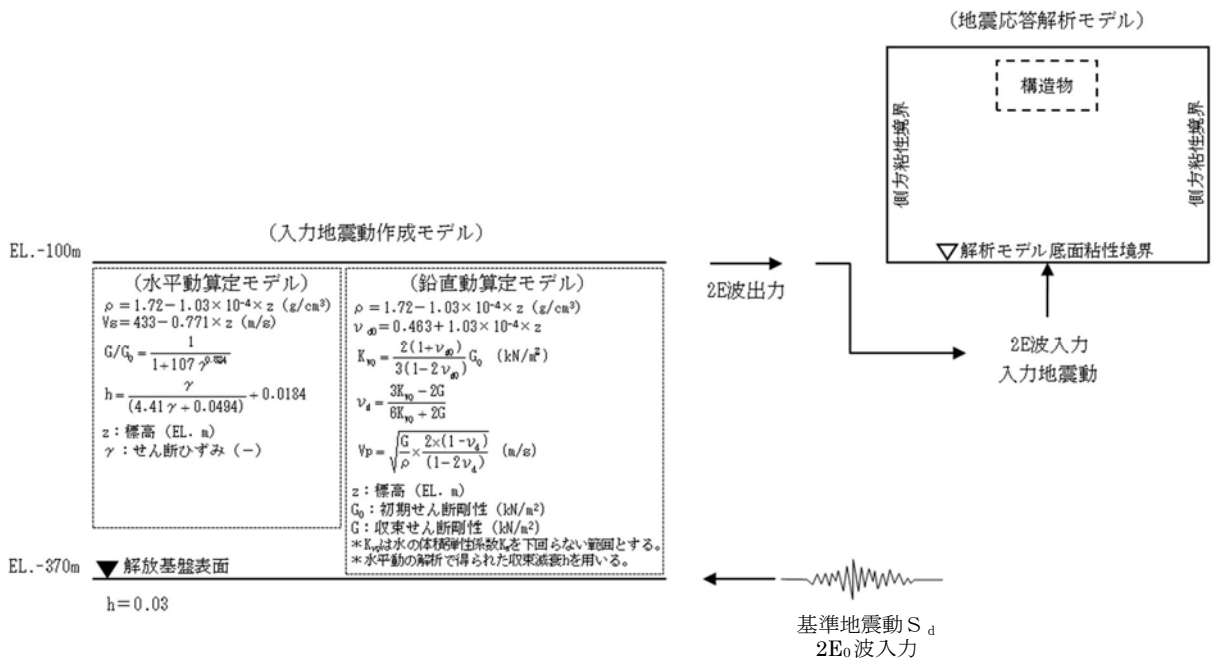 (地震応答解析モデル)
構造物
側方粘性境界
側方粘性境界
▽解析モデル底面粘性境界
(入力地震動作成モデル)
EL.-100m
(水平動算定モデル)
ρ=1.72-1.03×10⁻⁴×z (g/cm³)
Vs=433-0.771×z (m/s)
G/G₀=1/(1+107γ^0.824)
h=γ/(4.41γ+0.0494)+0.0184
z:標高 (EL. m)
γ:せん断ひずみ (-)
(鉛直動算定モデル)
ρ=1.72-1.03×10⁻⁴×z (g/cm³)
ν_d0=0.463+1.03×10⁻⁴×z
K_V0=2(1+ν_d0)/3(1-2ν_d0) G₀ (kN/m²)
ν_d=(3K_V0-2G)/(6K_V0+2G)
Vp=√(G/ρ×2×(1-ν_d)/(1-2ν_d)) (m/s)
z:標高 (EL. m)
G₀:初期せん断剛性 (kN/m²)
G:収束せん断剛性 (kN/m²)
*K_V0は水の体積弾性係数を下回らない範囲とする。
*水平動の解析で得られた収束減衰hを用いる。
2E波出力
2E波入力
入力地震動
EL.-370m
▼解放基盤表面
h=0.03
基準地震動Sd
2E₀波入力